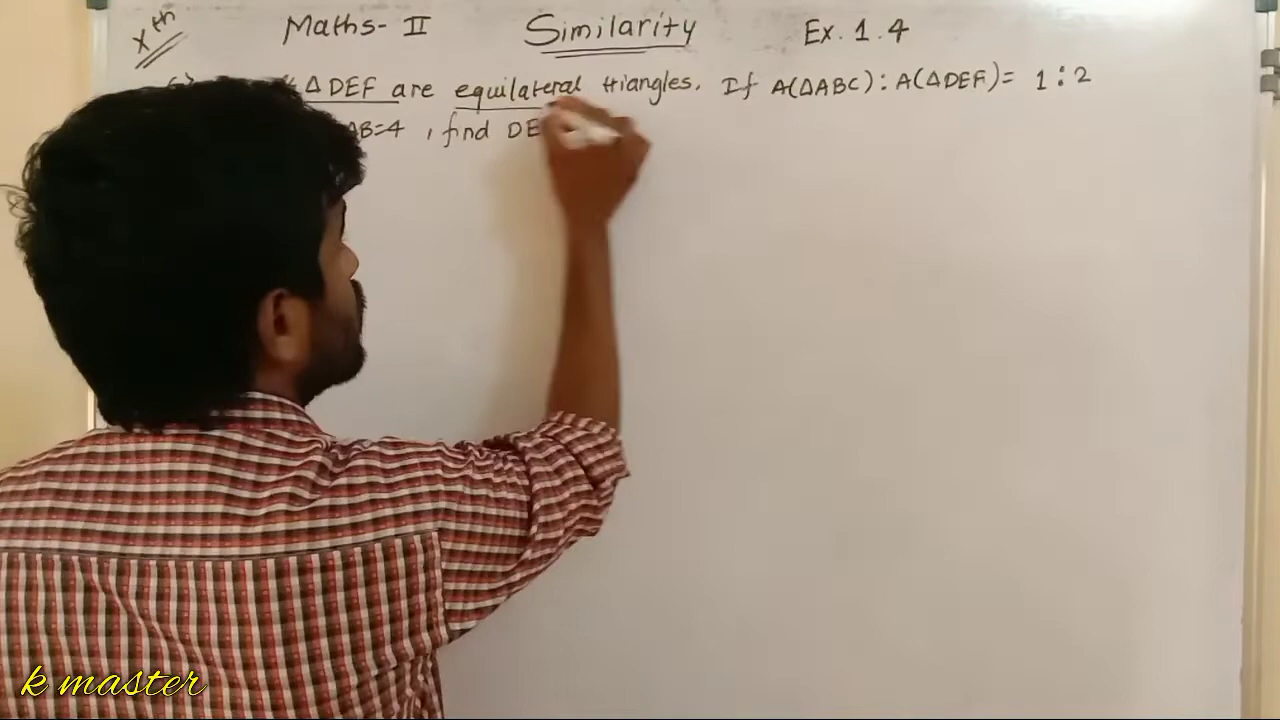 Xth Maths- II Similarity Ex. 1.4
Δ DEF are equilateral triangles. If A(ΔABC) : A(ΔDEF) = 1 : 2
AB=4 , find DE
k master